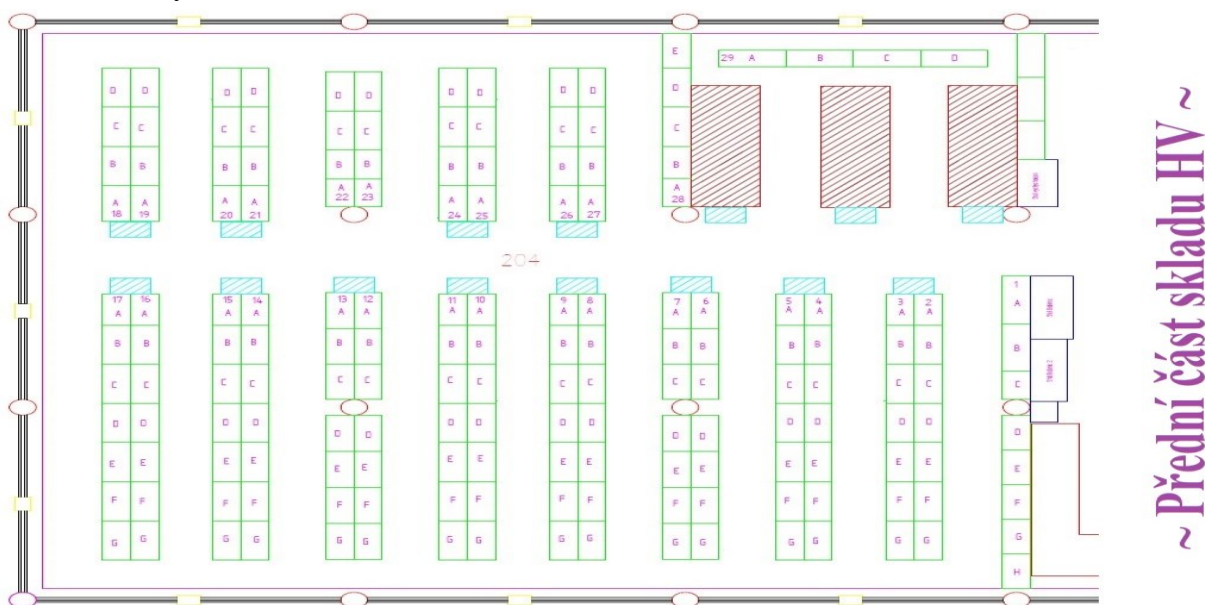 E
29 A B C D
D D D D D D D D D D D
C C C C C C C C C C C
B B B B B B B B B B B
A A A A A A A A A A A
18 19 20 21 22 23 24 25 26 27 28
204
17 16 15 14 13 12 11 10 9 8 7 6 5 4 3 2 1
A A A A A A A A A A A A A A A A A
B B B B B B B B B B B B B B B B B
C C C C C C C C C C C C C C C C C
D D D D D D D D D D D D D D D D D
E E E E E E E E E E E E E E E E E
F F F F F F F F F F F F F F F F F
G G G G G G G G G G G G G G G G G
H
~ Přední část skladu HV ~